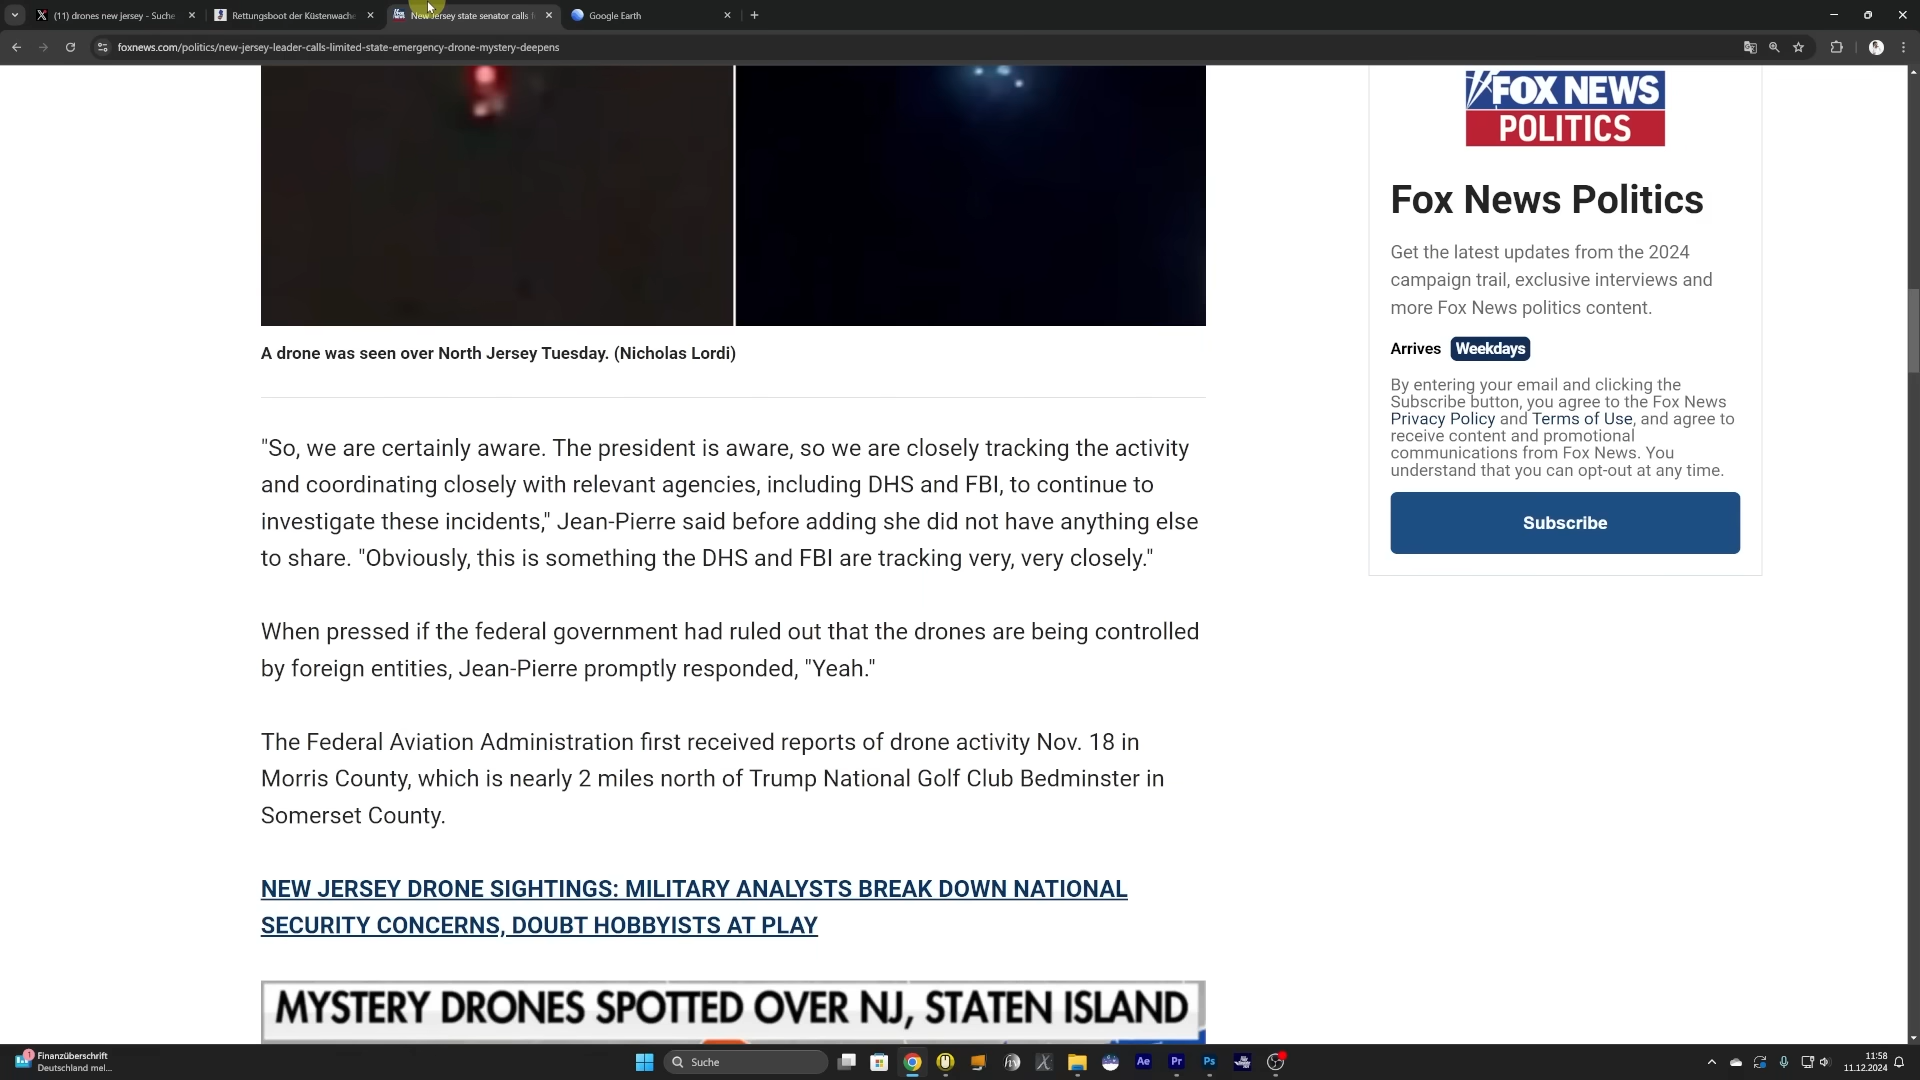 (11) drones new jersey - Suche
Rettungsboot der Küstenwache
New Jersey state senator calls
Google Earth
foxnews.com/politics/new-jersey-leader-calls-limited-state-emergency-drone-mystery-deepens
FOX NEWS
POLITICS
Fox News Politics
Get the latest updates from the 2024
campaign trail, exclusive interviews and
more Fox News politics content.
Arrives Weekdays
By entering your email and clicking the
Subscribe button, you agree to the Fox News
Privacy Policy and Terms of Use, and agree to
receive content and promotional
communications from Fox News. You
understand that you can opt-out at any time.
Subscribe
A drone was seen over North Jersey Tuesday. (Nicholas Lordi)
"So, we are certainly aware. The president is aware, so we are closely tracking the activity
and coordinating closely with relevant agencies, including DHS and FBI, to continue to
investigate these incidents," Jean-Pierre said before adding she did not have anything else
to share. "Obviously, this is something the DHS and FBI are tracking very, very closely."
When pressed if the federal government had ruled out that the drones are being controlled
by foreign entities, Jean-Pierre promptly responded, "Yeah."
The Federal Aviation Administration first received reports of drone activity Nov. 18 in
Morris County, which is nearly 2 miles north of Trump National Golf Club Bedminster in
Somerset County.
NEW JERSEY DRONE SIGHTINGS: MILITARY ANALYSTS BREAK DOWN NATIONAL
SECURITY CONCERNS, DOUBT HOBBYISTS AT PLAY
MYSTERY DRONES SPOTTED OVER NJ, STATEN ISLAND
1
Finanzüberschrift
Deutschland mel...
Suche
Ae
Pr
Ps
11:58
11.12.2024